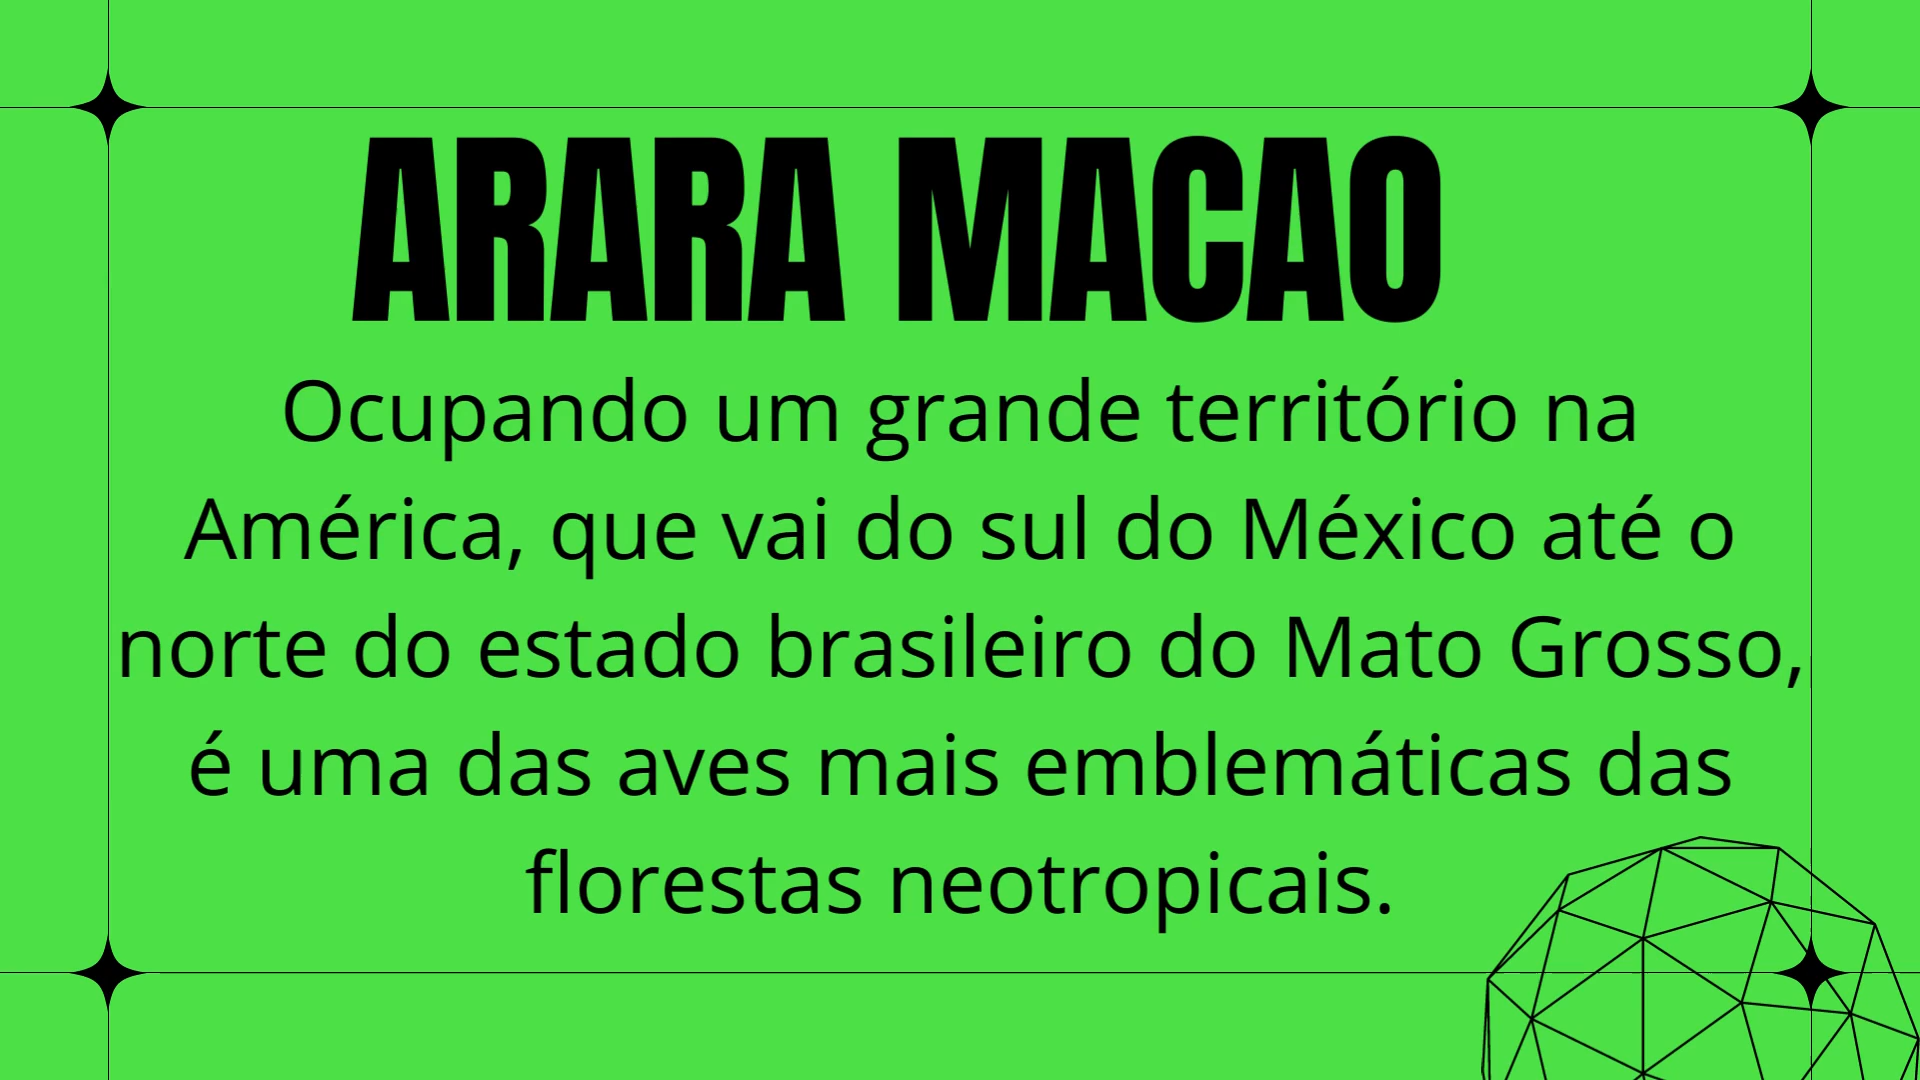 ARARA MACAO
Ocupando um grande território na
América, que vai do sul do México até o
norte do estado brasileiro do Mato Grosso,
é uma das aves mais emblemáticas das
florestas neotropicais.